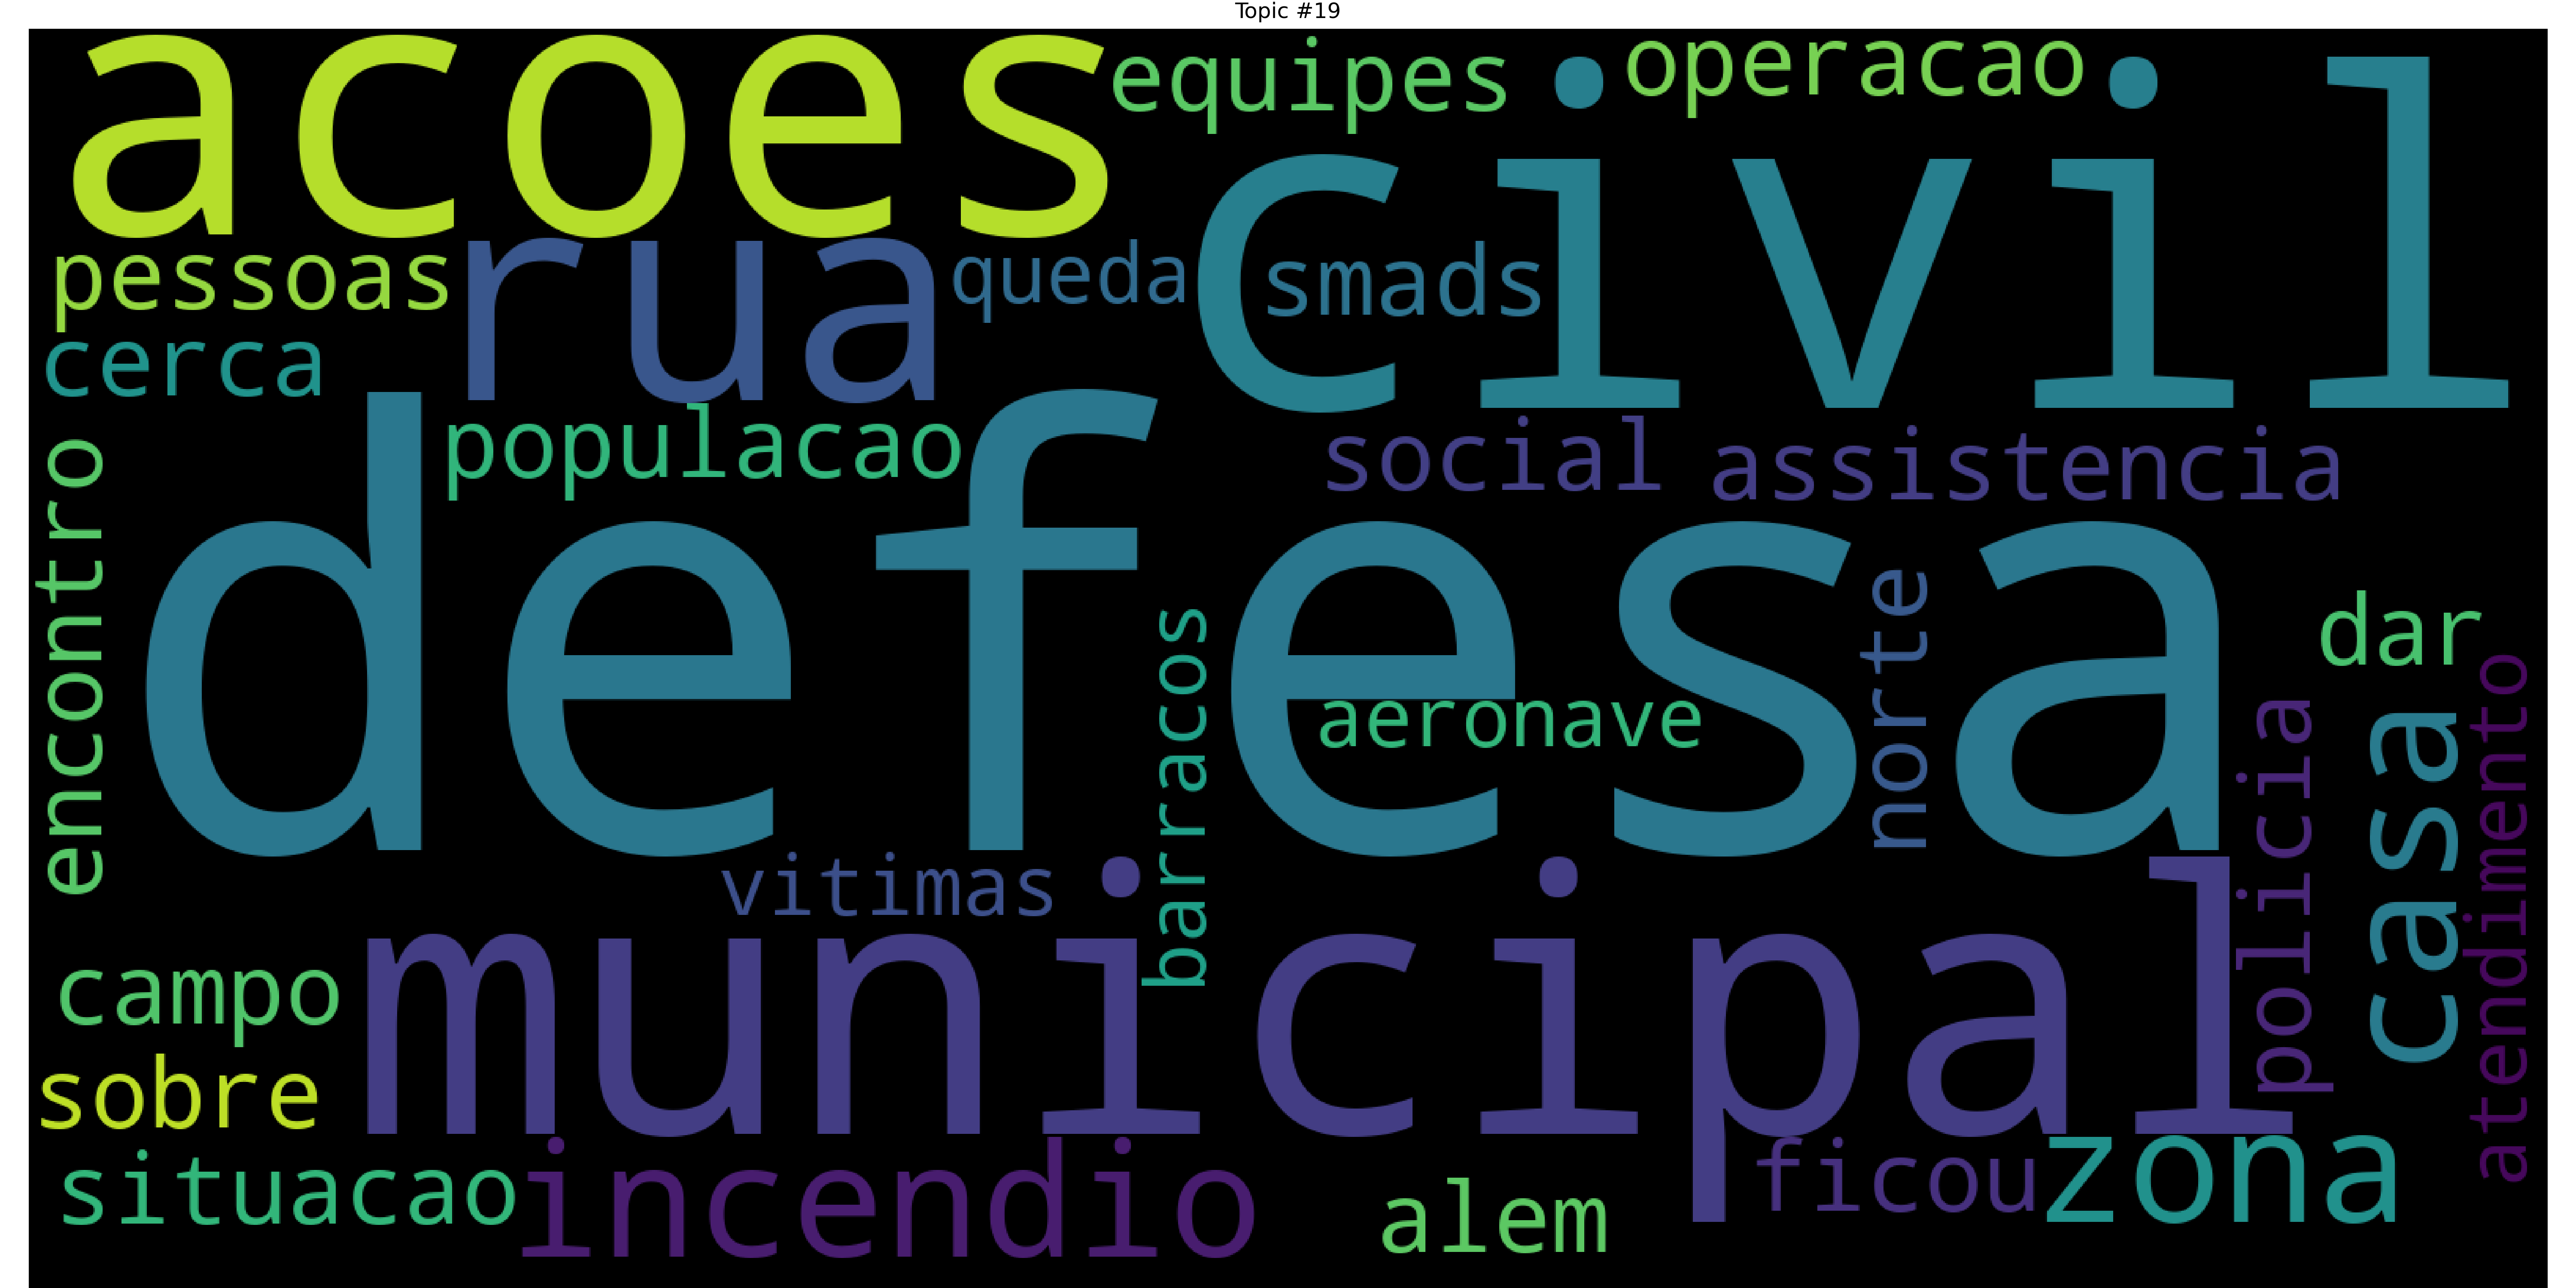 Topic #19
acoes
equipes
operacao
civil
pessoas
rua
queda
smads
cerca
populacao
social
assistencia
encontro
defesa
norte
dar
barracos
aeronave
policia
casa
atendimento
vitimas
municipal
campo
sobre
situacao
incendio
alem
ficou
zona